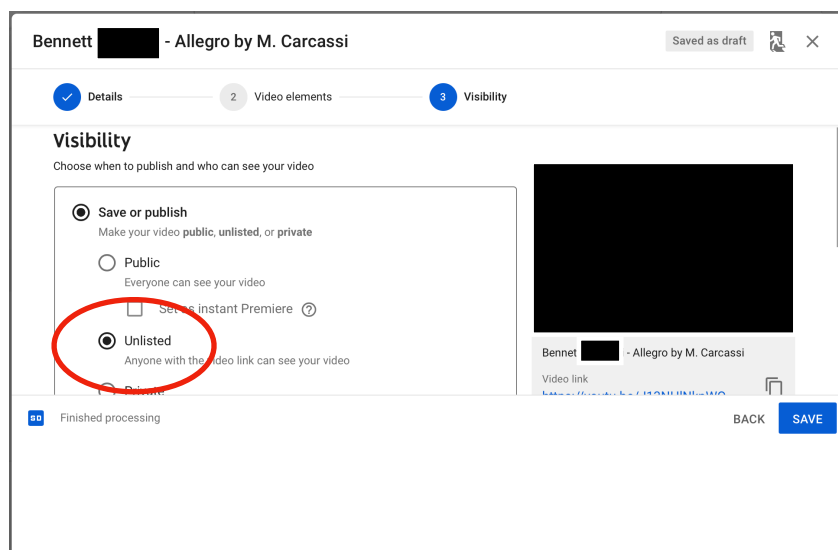 Bennett - Allegro by M. Carcassi
Saved as draft
Details
2 Video elements
3 Visibility
Visibility
Choose when to publish and who can see your video
Save or publish
Make your video public, unlisted, or private
Public
Everyone can see your video
Set as instant Premiere ?
Unlisted
Anyone with the video link can see your video
Private
Bennet - Allegro by M. Carcassi
Video link
SD Finished processing
BACK SAVE